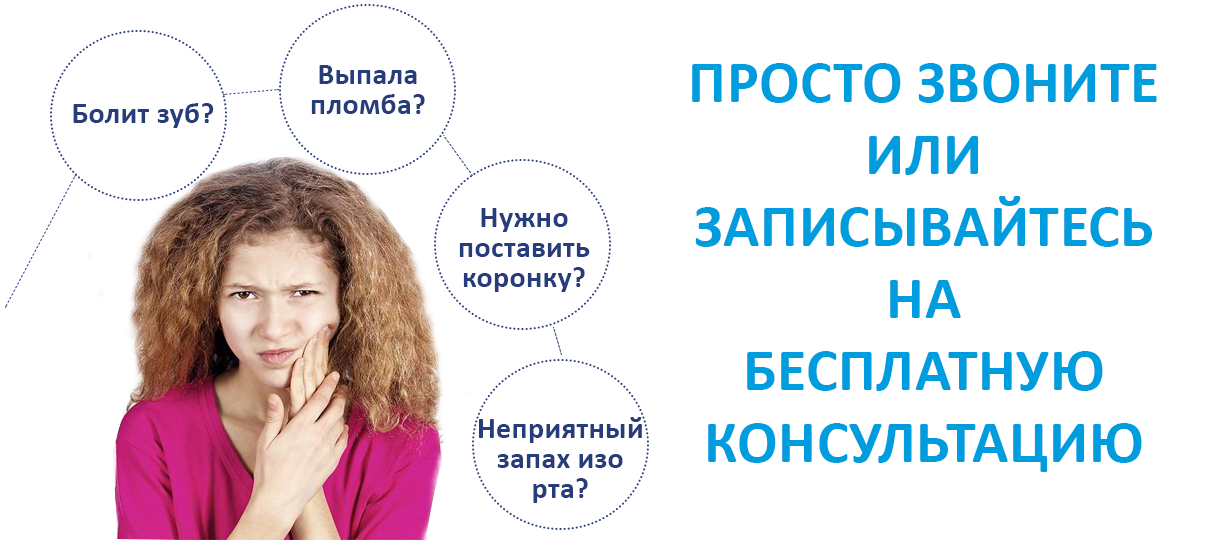 Болит зуб?
Выпала
пломба?
Нужно
поставить
коронку?
Неприятный
запах изо
рта?
ПРОСТО ЗВОНИТЕ
ИЛИ
ЗАПИСЫВАЙТЕСЬ
НА
БЕСПЛАТНУЮ
КОНСУЛЬТАЦИЮ